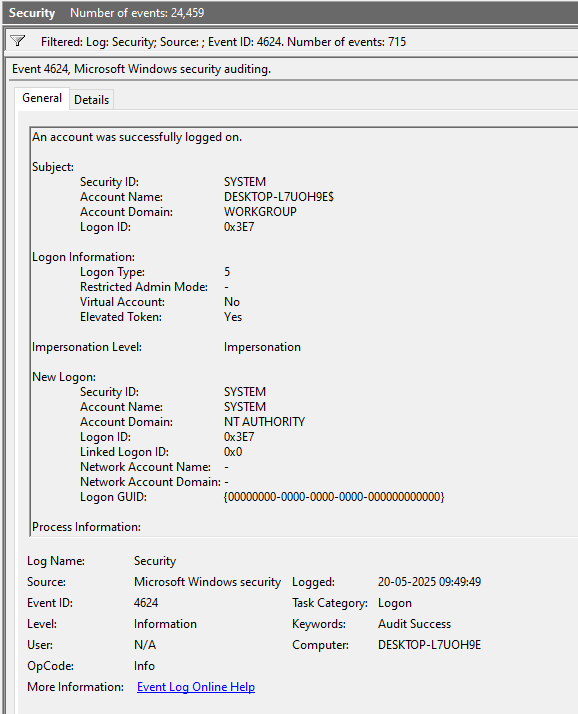 Security Number of events: 24,459
Filtered: Log: Security; Source: ; Event ID: 4624. Number of events: 715
Event 4624, Microsoft Windows security auditing.
General Details
An account was successfully logged on.
Subject:
Security ID: SYSTEM
Account Name: DESKTOP-L7UOH9E$
Account Domain: WORKGROUP
Logon ID: 0x3E7
Logon Information:
Logon Type: 5
Restricted Admin Mode: -
Virtual Account: No
Elevated Token: Yes
Impersonation Level: Impersonation
New Logon:
Security ID: SYSTEM
Account Name: SYSTEM
Account Domain: NT AUTHORITY
Logon ID: 0x3E7
Linked Logon ID: 0x0
Network Account Name: -
Network Account Domain: -
Logon GUID: {00000000-0000-0000-0000-000000000000}
Process Information:
Log Name: Security
Source: Microsoft Windows security Logged: 20-05-2025 09:49:49
Event ID: 4624 Task Category: Logon
Level: Information Keywords: Audit Success
User: N/A Computer: DESKTOP-L7UOH9E
OpCode: Info
More Information: Event Log Online Help